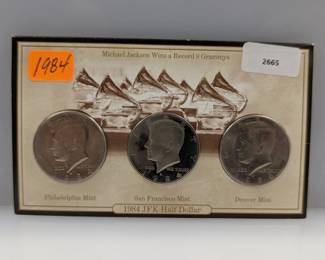 Michael Jackson Wins a Record 8 Grammys
1984
2665
Philadelphia Mint
San Francisco Mint
Denver Mint
1984 JFK Half Dollar